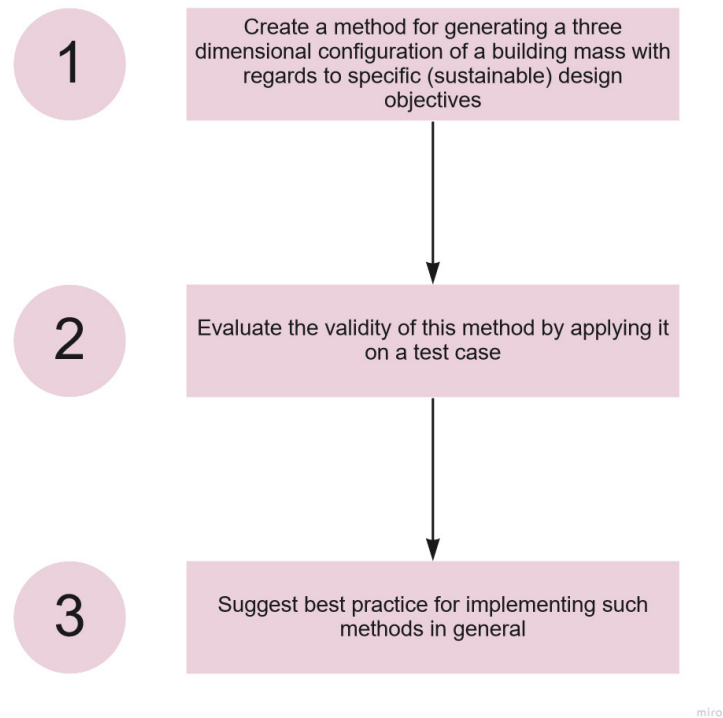 1
Create a method for generating a three
dimensional configuration of a building mass with
regards to specific (sustainable) design
objectives
2
Evaluate the validity of this method by applying it
on a test case
3
Suggest best practice for implementing such
methods in general
miro